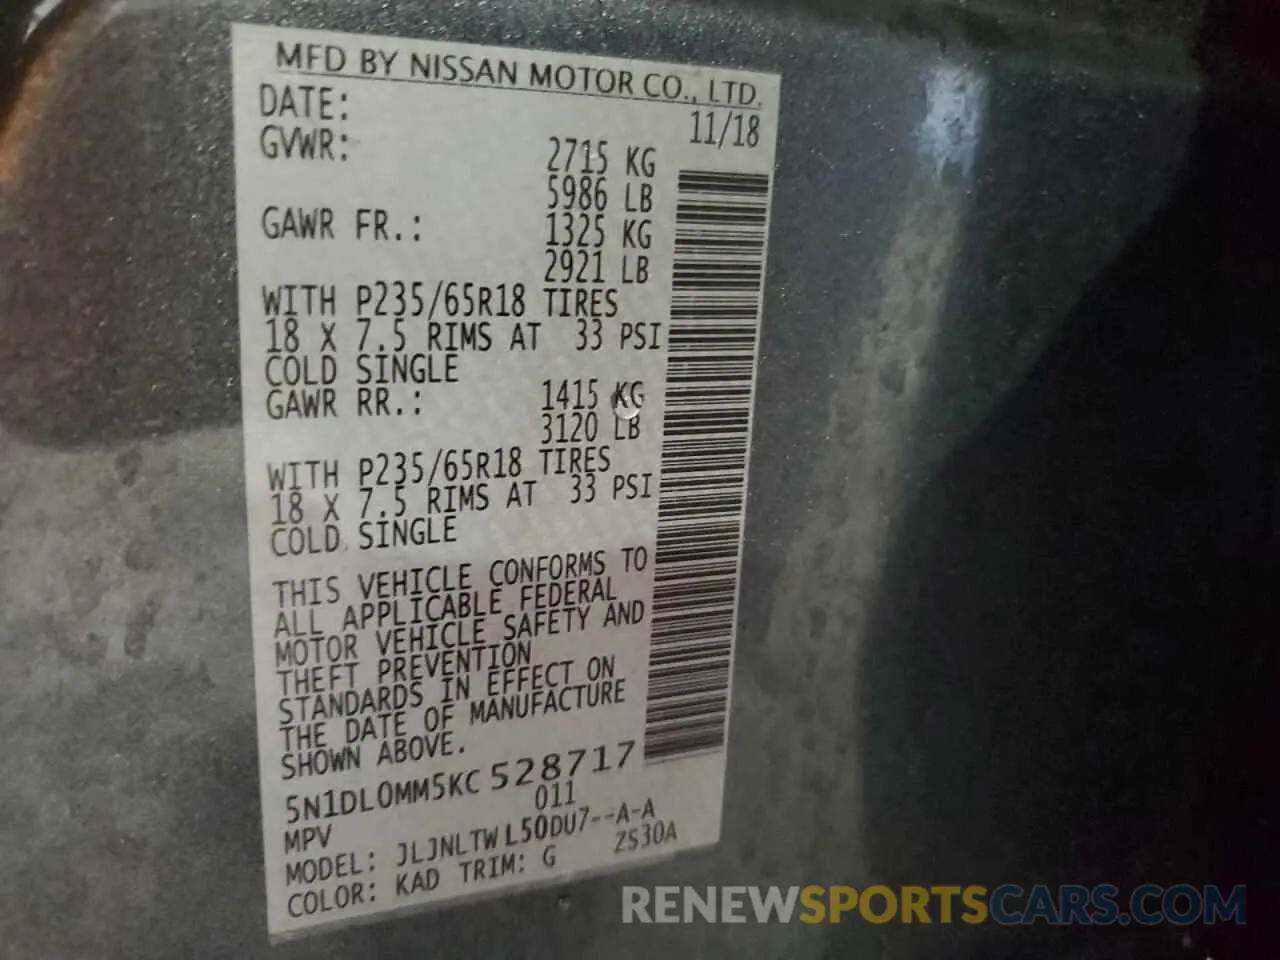 MFD BY NISSAN MOTOR CO., LTD.
DATE: 11/18
GVWR: 2715 KG
5986 LB
GAWR FR.: 1325 KG
2921 LB
WITH P235/65R18 TIRES
18 X 7.5 RIMS AT 33 PSI
COLD SINGLE
GAWR RR.: 1415 KG
3120 LB
WITH P235/65R18 TIRES
18 X 7.5 RIMS AT 33 PSI
COLD SINGLE
THIS VEHICLE CONFORMS TO
ALL APPLICABLE FEDERAL
MOTOR VEHICLE SAFETY AND
THEFT PREVENTION
STANDARDS IN EFFECT ON
THE DATE OF MANUFACTURE
SHOWN ABOVE.
5N1DL0MM5KC 528717
MPV 011
MODEL: JLJNLTW L50DU7--A-A
COLOR: KAD TRIM: G ZS30A
RENEWSPORTSCARS.COM